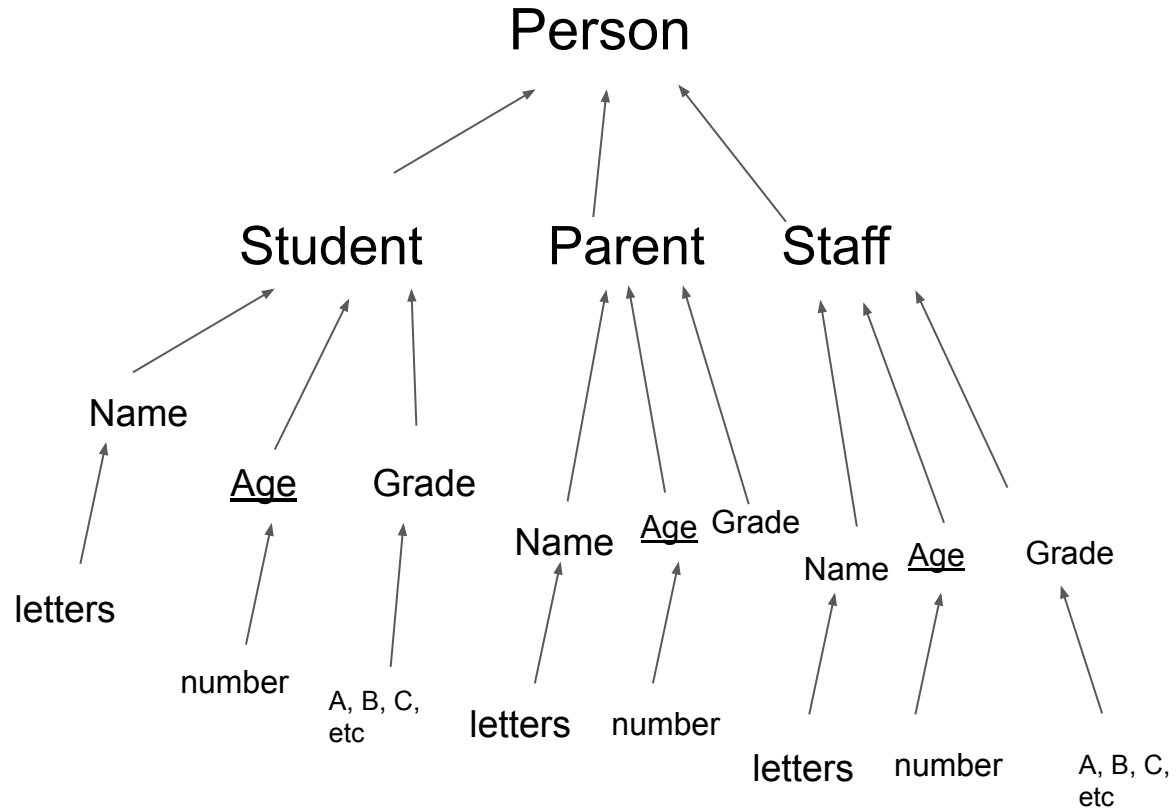 Person
Student
Parent
Staff
Name
Age
Grade
Name
Age
Grade
Name
Age
Grade
letters
number
A, B, C,
etc
letters
number
letters
number
A, B, C,
etc